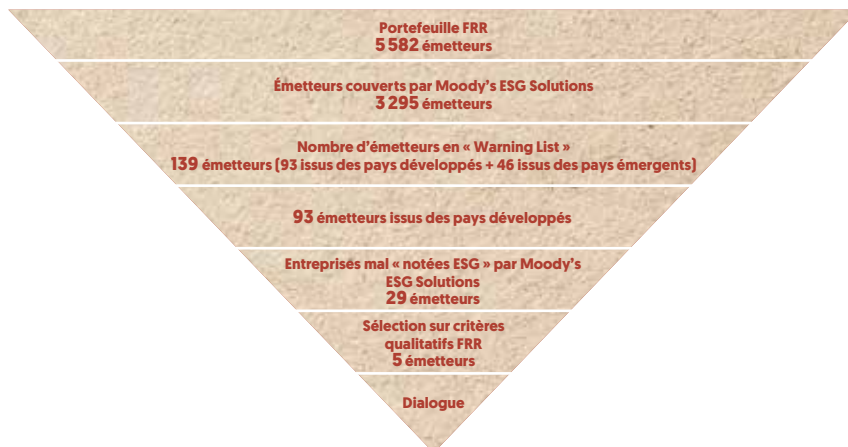 Portefeuille FRR
5 582 émetteurs
Émetteurs couverts par Moody's ESG Solutions
3 295 émetteurs
Nombre d'émetteurs en « Warning List »
139 émetteurs (93 issus des pays développés + 46 issus des pays émergents)
93 émetteurs issus des pays développés
Entreprises mal « notées ESG » par Moody's
ESG Solutions
29 émetteurs
Sélection sur critères
qualitatifs FRR
5 émetteurs
Dialogue